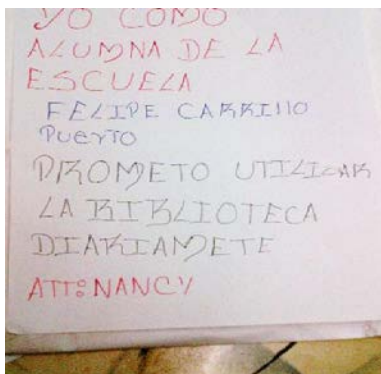 YO COMO
ALUMNA DE LA
ESCUELA
FELIPE CARRIllO
PUERTO
PROMETO UTILIZAR
LA BIBLIOTECA
DIARIAMETE
ATT: NANCY